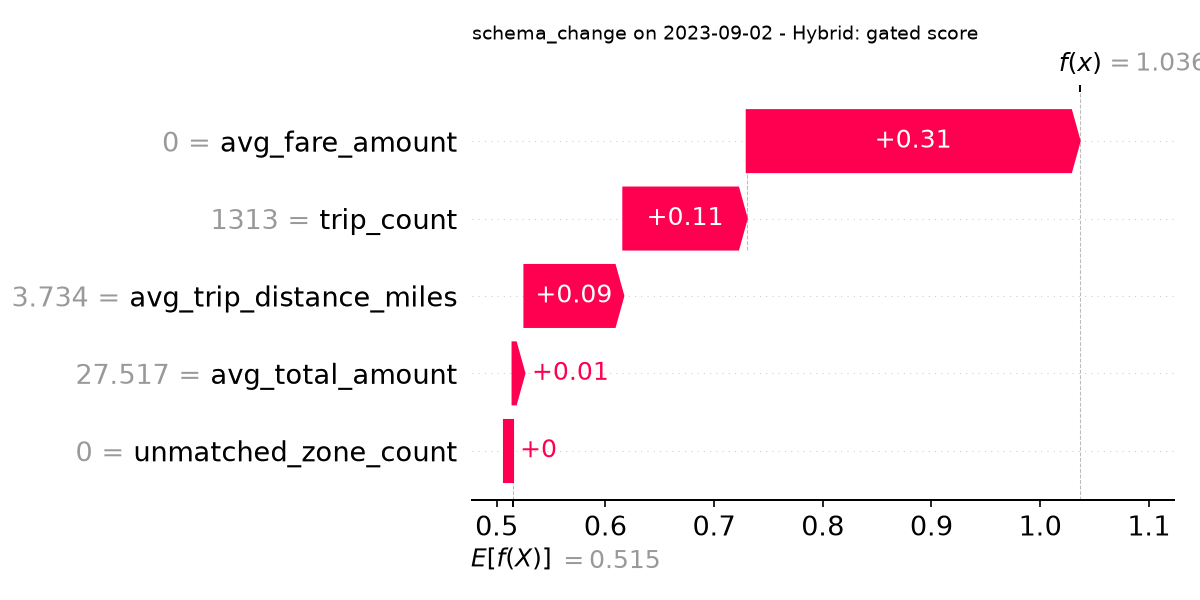 schema_change on 2023-09-02 - Hybrid: gated score
f(x) = 1.036
0 = avg_fare_amount
+0.31
1313 = trip_count
+0.11
3.734 = avg_trip_distance_miles
+0.09
27.517 = avg_total_amount
+0.01
0 = unmatched_zone_count
+0
0.5 0.6 0.7 0.8 0.9 1.0 1.1
E[f(X)] = 0.515